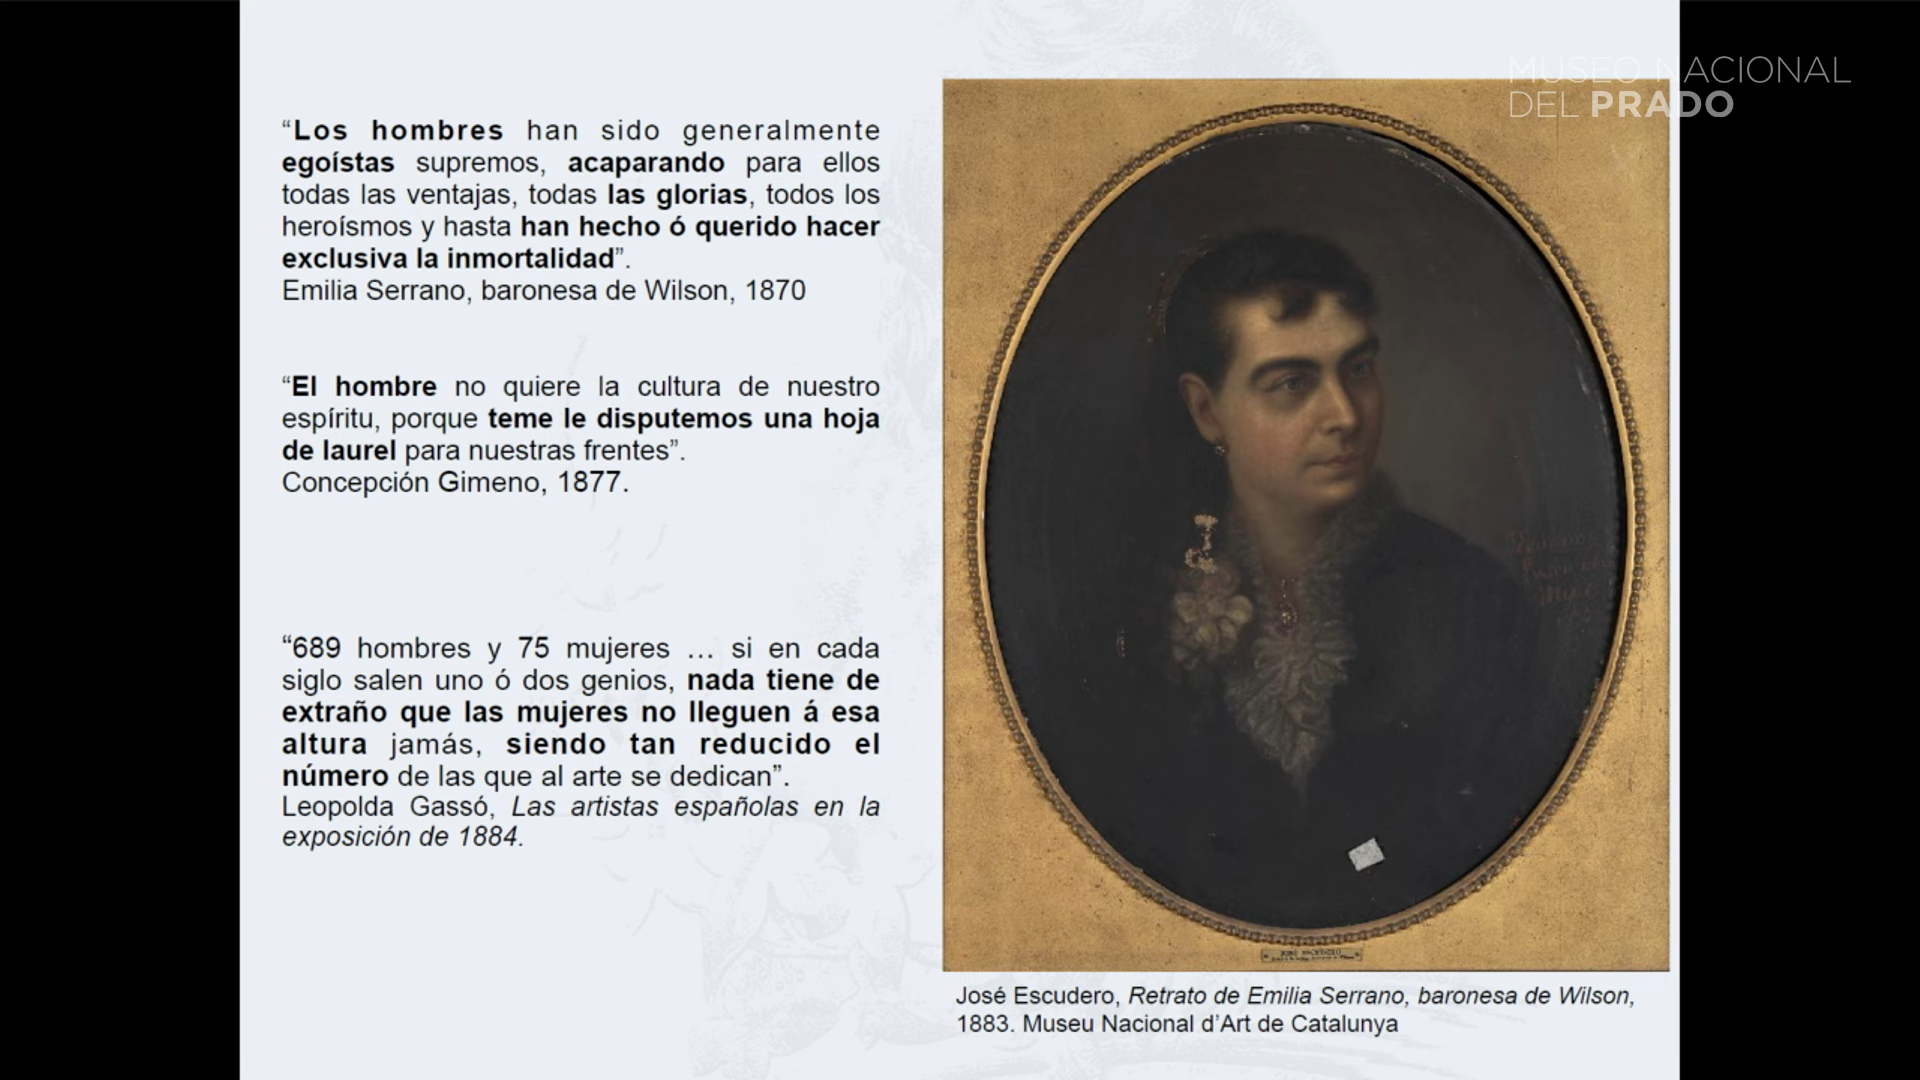 MUSEO NACIONAL
DEL PRADO
“Los hombres han sido generalmente
egoístas supremos, acaparando para ellos
todas las ventajas, todas las glorias, todos los
heroísmos y hasta han hecho ó querido hacer
exclusiva la inmortalidad”.
Emilia Serrano, baronesa de Wilson, 1870
“El hombre no quiere la cultura de nuestro
espíritu, porque teme le disputemos una hoja
de laurel para nuestras frentes”.
Concepción Gimeno, 1877.
“689 hombres y 75 mujeres … si en cada
siglo salen uno ó dos genios, nada tiene de
extraño que las mujeres no lleguen á esa
altura jamás, siendo tan reducido el
número de las que al arte se dedican”.
Leopolda Gassó, Las artistas españolas en la
exposición de 1884.
José Escudero, Retrato de Emilia Serrano, baronesa de Wilson,
1883. Museu Nacional d’Art de Catalunya